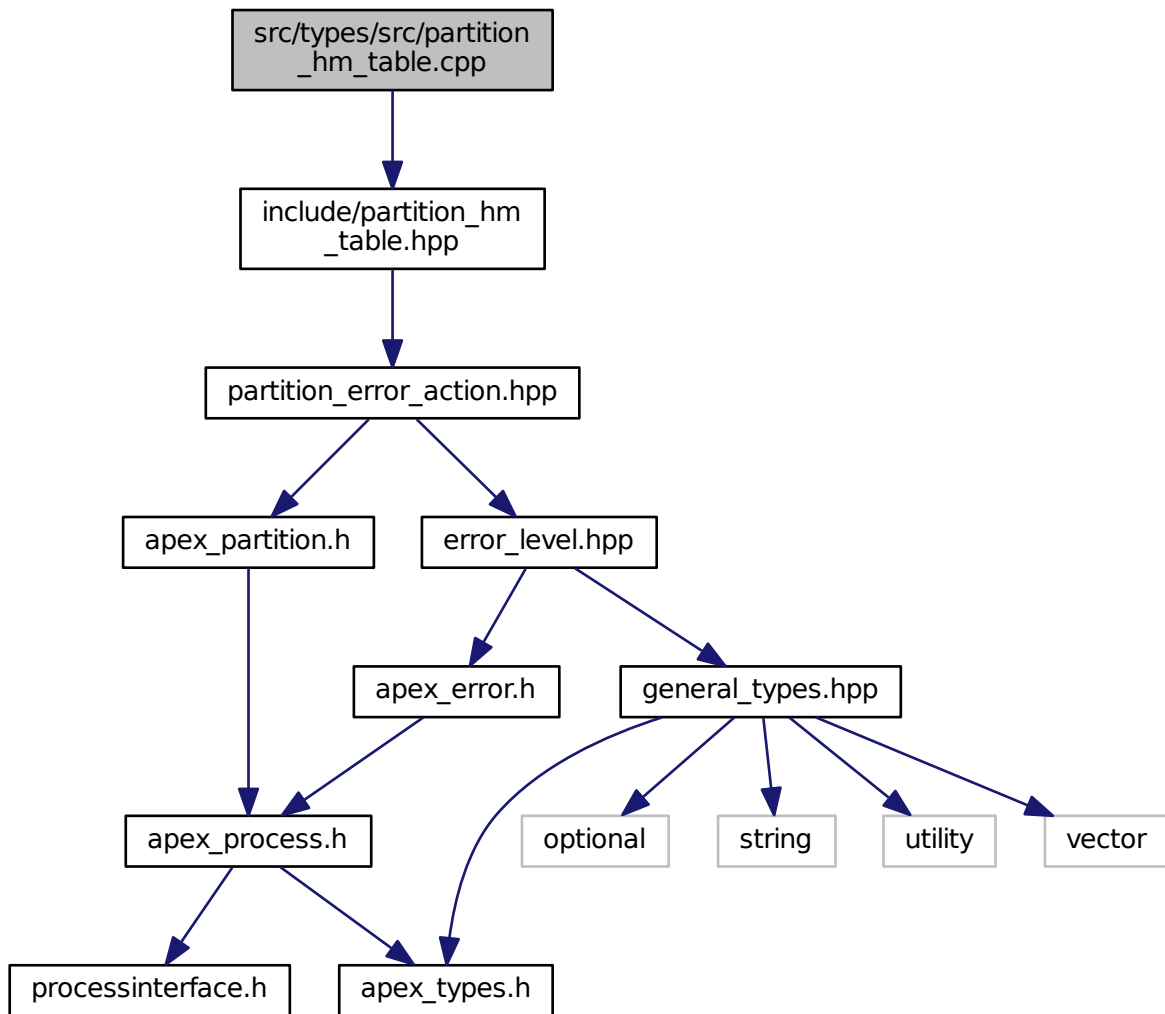 src/types/src/partition
_hm_table.cpp
include/partition_hm
_table.hpp
partition_error_action.hpp
apex_partition.h
error_level.hpp
apex_error.h
general_types.hpp
apex_process.h
optional
string
utility
vector
processinterface.h
apex_types.h